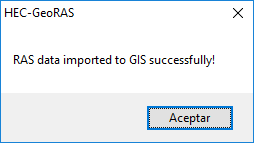 HEC-GeoRAS
RAS data imported to GIS successfully!
Aceptar